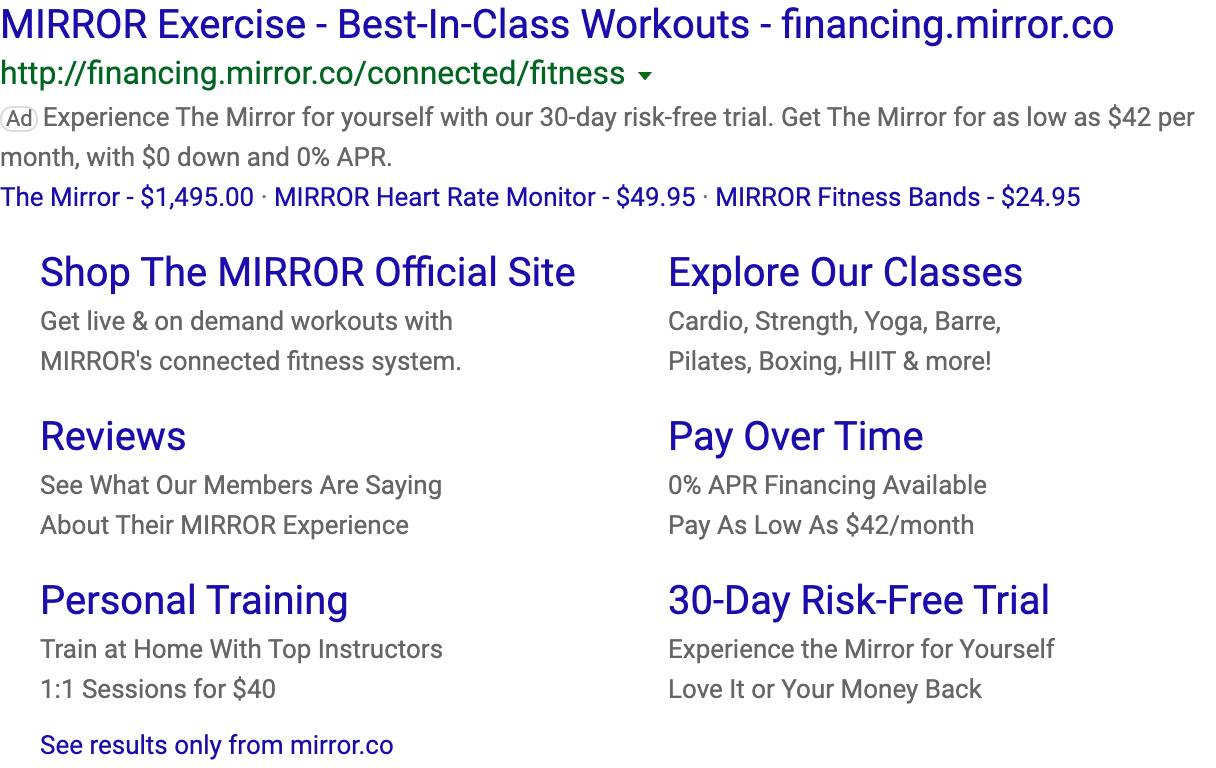 MIRROR Exercise - Best-In-Class Workouts - financing.mirror.co
http://financing.mirror.co/connected/fitness
Ad Experience The Mirror for yourself with our 30-day risk-free trial. Get The Mirror for as low as $42 per
month, with $0 down and 0% APR.
The Mirror - $1,495.00 · MIRROR Heart Rate Monitor - $49.95 · MIRROR Fitness Bands - $24.95
Shop The MIRROR Official Site
Get live & on demand workouts with
MIRROR's connected fitness system.
Explore Our Classes
Cardio, Strength, Yoga, Barre,
Pilates, Boxing, HIIT & more!
Reviews
See What Our Members Are Saying
About Their MIRROR Experience
Pay Over Time
0% APR Financing Available
Pay As Low As $42/month
Personal Training
Train at Home With Top Instructors
1:1 Sessions for $40
30-Day Risk-Free Trial
Experience the Mirror for Yourself
Love It or Your Money Back
See results only from mirror.co